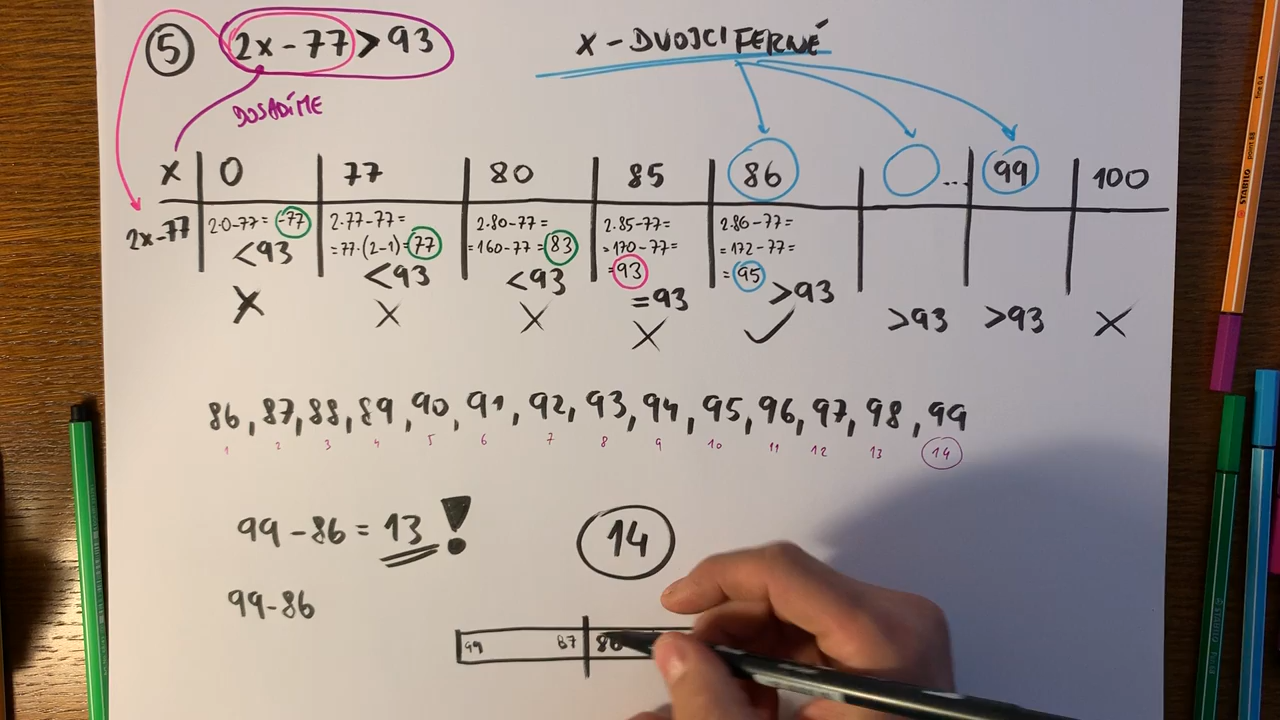 5 2x-77>93
X-DVOJCIFERNÉ
DOSADÍME
X 0 77 80 85 86 ... 99 100
2x-77 2·0-77= -77 2·77-77= 2·80-77= 2·85-77= 2·86-77=
=77·(2-1)=77 =160-77=83 =170-77= =172-77=
<93 <93 <93 =93 =95
=93 >93 >93 >93
X X X X ✓ X
86, 87, 88, 89, 90, 91, 92, 93, 94, 95, 96, 97, 98, 99
1 2 3 4 5 6 7 8 9 10 11 12 13 14
99-86=13!
14
99-86
99 87 86
STABILO point 88